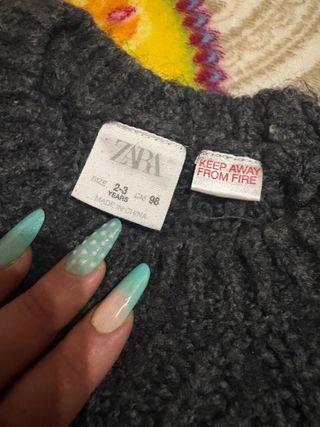 ZARA
SIZE 2-3 YEARS CM 98
MADE IN CHINA
KEEP AWAY
FROM FIRE